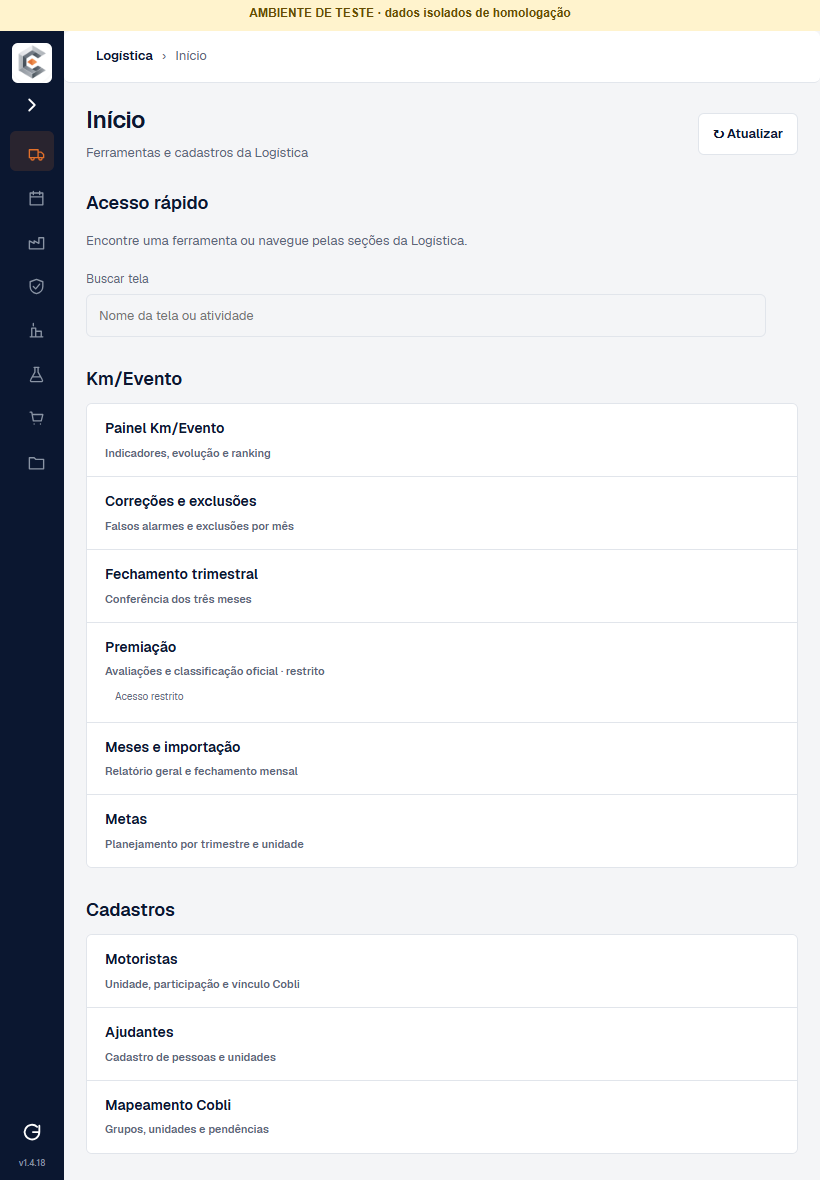 AMBIENTE DE TESTE · dados isolados de homologação
Logística › Início
Início
Ferramentas e cadastros da Logística
↻ Atualizar
Acesso rápido
Encontre uma ferramenta ou navegue pelas seções da Logística.
Buscar tela
Nome da tela ou atividade
Km/Evento
Painel Km/Evento
Indicadores, evolução e ranking
Correções e exclusões
Falsos alarmes e exclusões por mês
Fechamento trimestral
Conferência dos três meses
Premiação
Avaliações e classificação oficial · restrito
Acesso restrito
Meses e importação
Relatório geral e fechamento mensal
Metas
Planejamento por trimestre e unidade
Cadastros
Motoristas
Unidade, participação e vínculo Cobli
Ajudantes
Cadastro de pessoas e unidades
Mapeamento Cobli
Grupos, unidades e pendências
v1.4.18